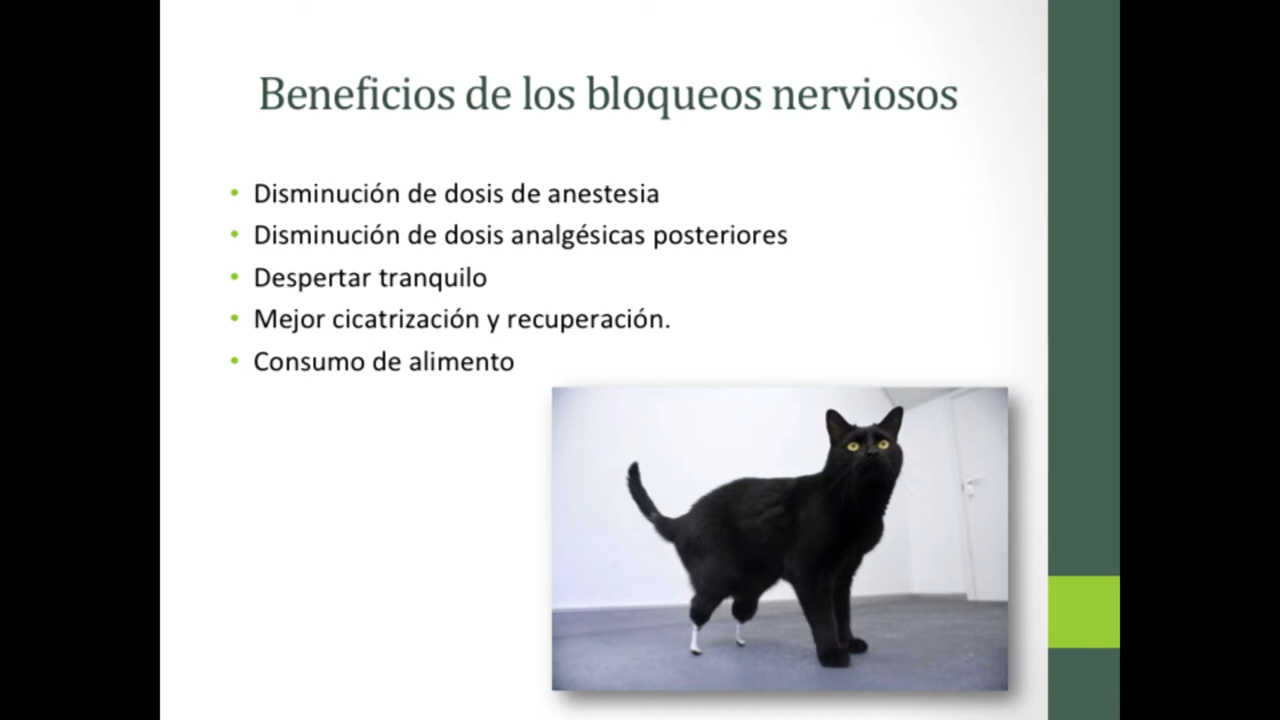 Beneficios de los bloqueos nerviosos
• Disminución de dosis de anestesia
• Disminución de dosis analgésicas posteriores
• Despertar tranquilo
• Mejor cicatrización y recuperación.
• Consumo de alimento